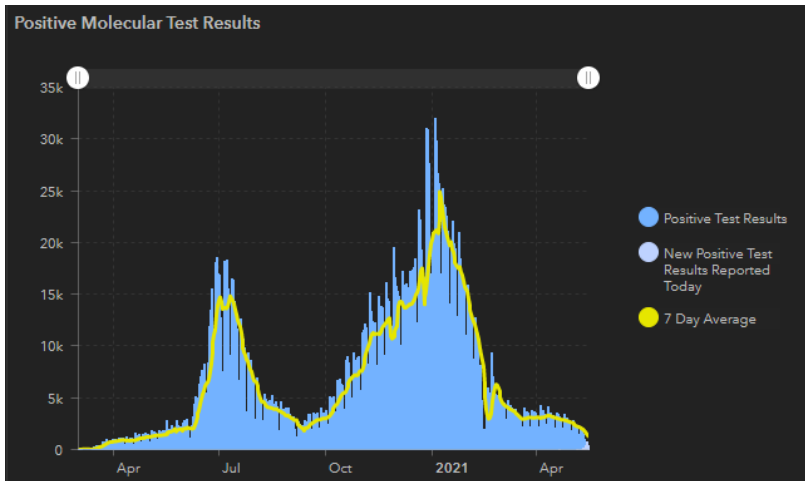 Positive Molecular Test Results
35k
30k
25k
20k
15k
10k
5k
0
Apr
Jul
Oct
2021
Apr
Positive Test Results
New Positive Test
Results Reported
Today
7 Day Average